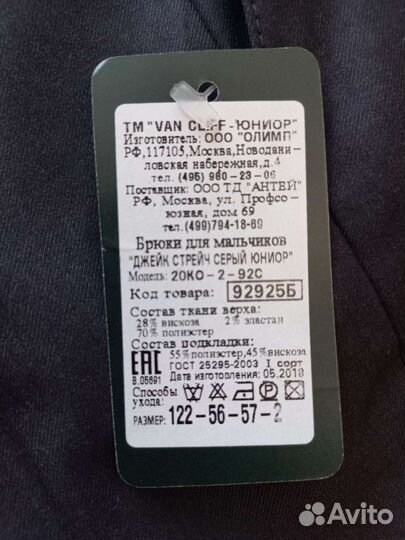 ТМ "VAN CLIFF-ЮНИОР"
Изготовитель: ООО "ОЛИМП"
РФ,117105,Москва,Новодани-
ловская набережная,д.4
тел. (495) 980-23-06
Поставщик: ООО ТД "АНТЕЙ"
РФ, Москва, ул. Профсо-
юзная, дом 69
тел.(499)794-18-69
Брюки для мальчиков
"ДЖЕЙК СТРЕЙЧ СЕРЫЙ ЮНИОР"
Модель: 20КО-2-92С
Код товара: 92925Б
Состав ткани верха:
28% вискоза 2% эластан
70% полиэстер
Состав подкладки:
55%полиэстер,45%вискоза
ЕАС ГОСТ 25295-2003 I сорт
В.05691 Дата изготовления 05.2018
Способы
ухода:
РАЗМЕР: 122-56-57-2
Avito